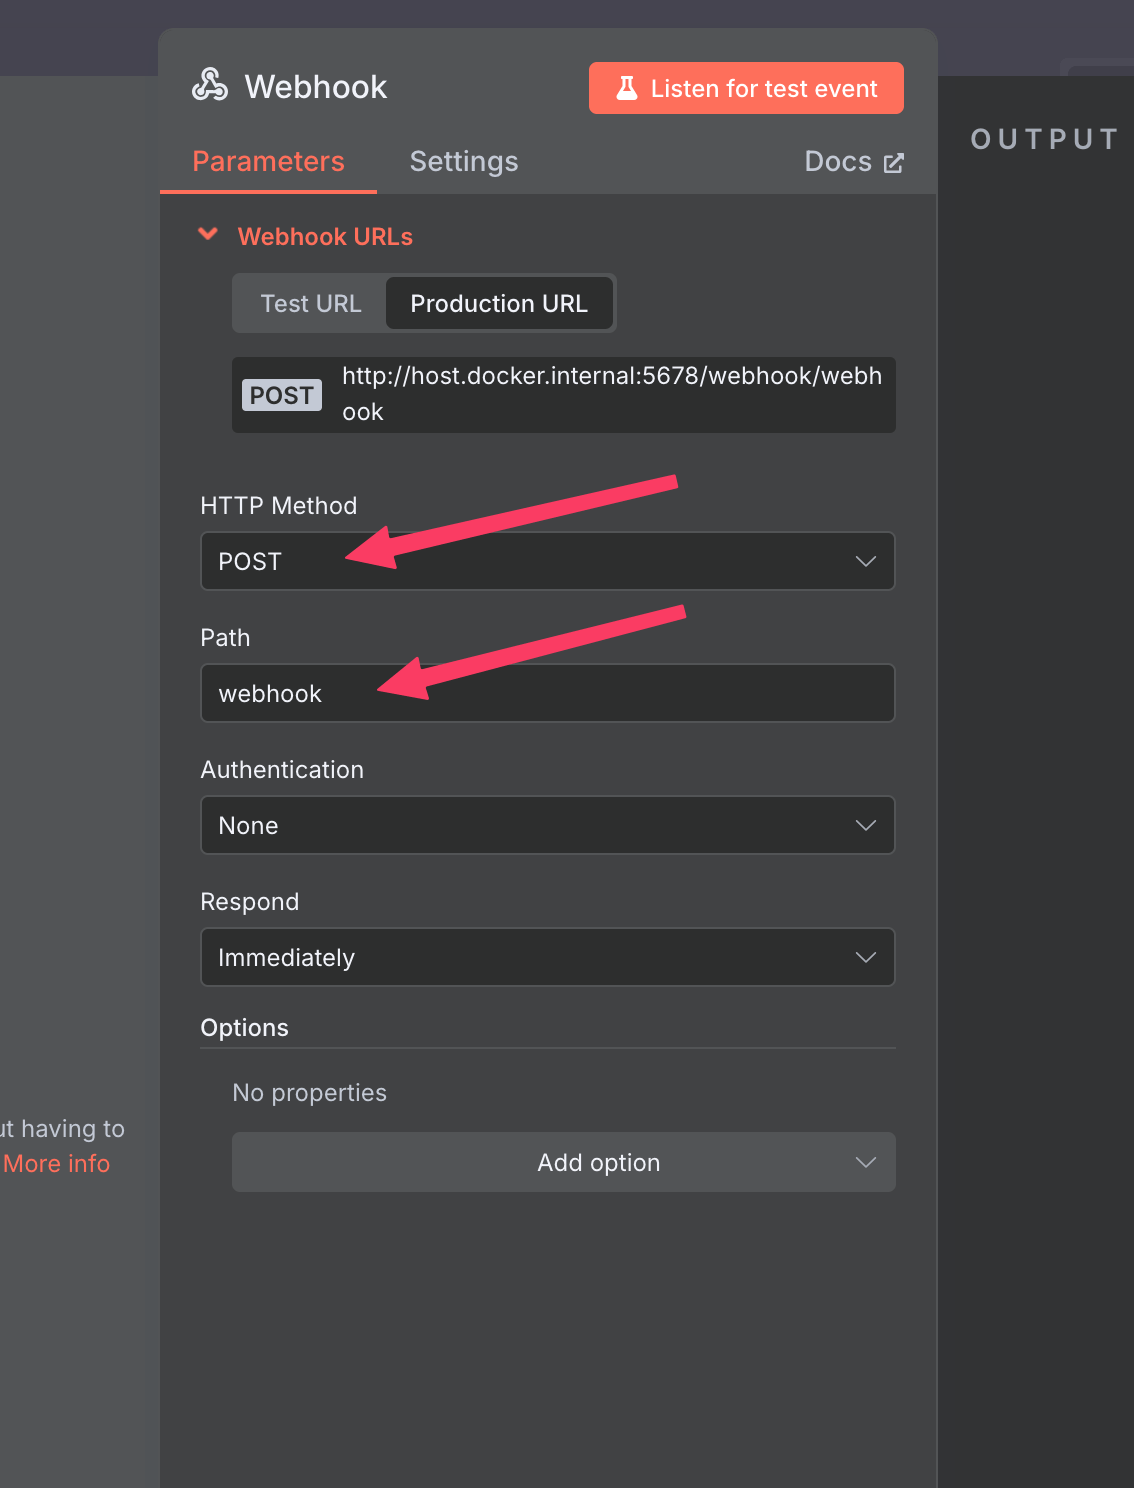 Webhook
Listen for test event
OUTPUT
Parameters
Settings
Docs
Webhook URLs
Test URL
Production URL
POST
http://host.docker.internal:5678/webhook/webh
ook
HTTP Method
POST
Path
webhook
Authentication
None
Respond
Immediately
Options
No properties
ut having to
More info
Add option